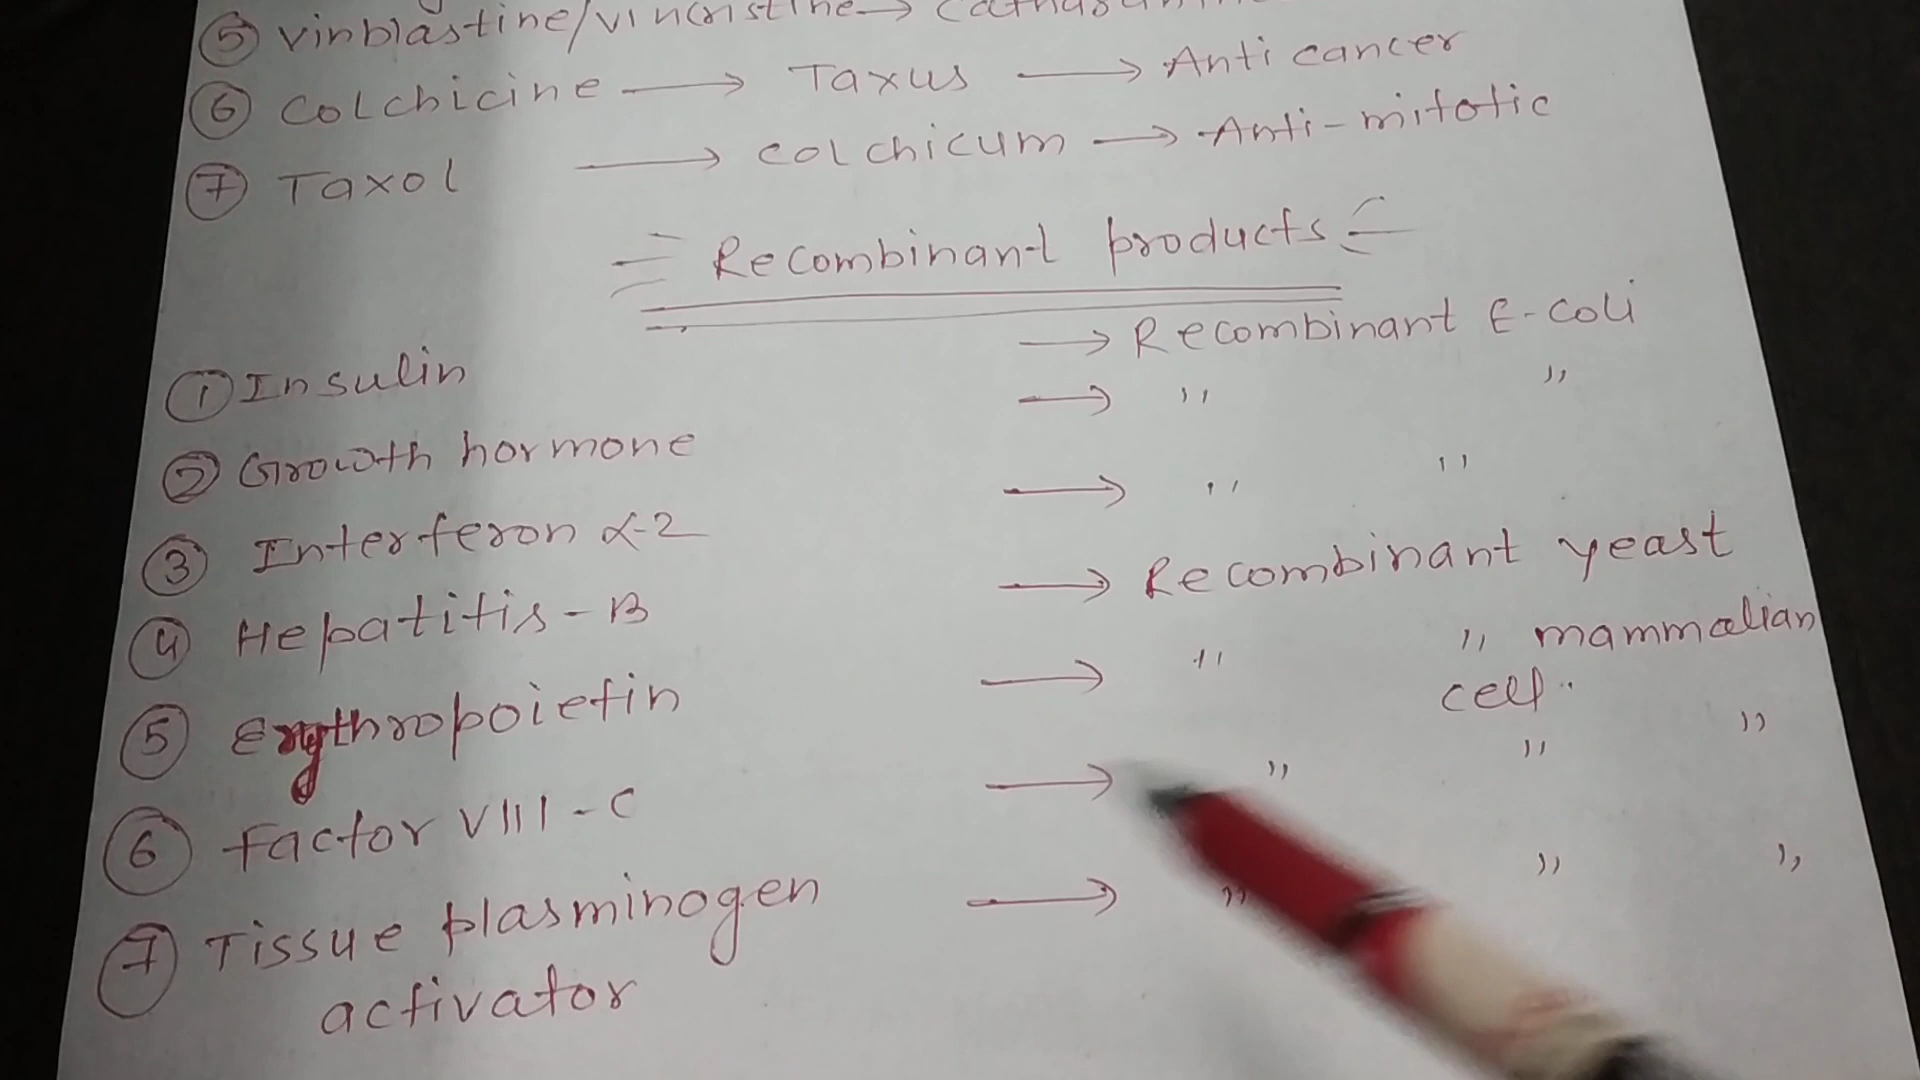 ⑤ Vinblastine/vincristine →
⑥ Colchicine → Taxus → Anti cancer
⑦ Taxol → Colchicum → Anti-mitotic
Recombinant products
① Insulin → Recombinant E-coli
② Growth hormone → " "
③ Interferon α-2 → " "
④ Hepatitis-B → Recombinant yeast
⑤ Erythropoietin → " " mammalian
cell
⑥ Factor VIII-C → " " "
⑦ Tissue plasminogen → " " "
activator